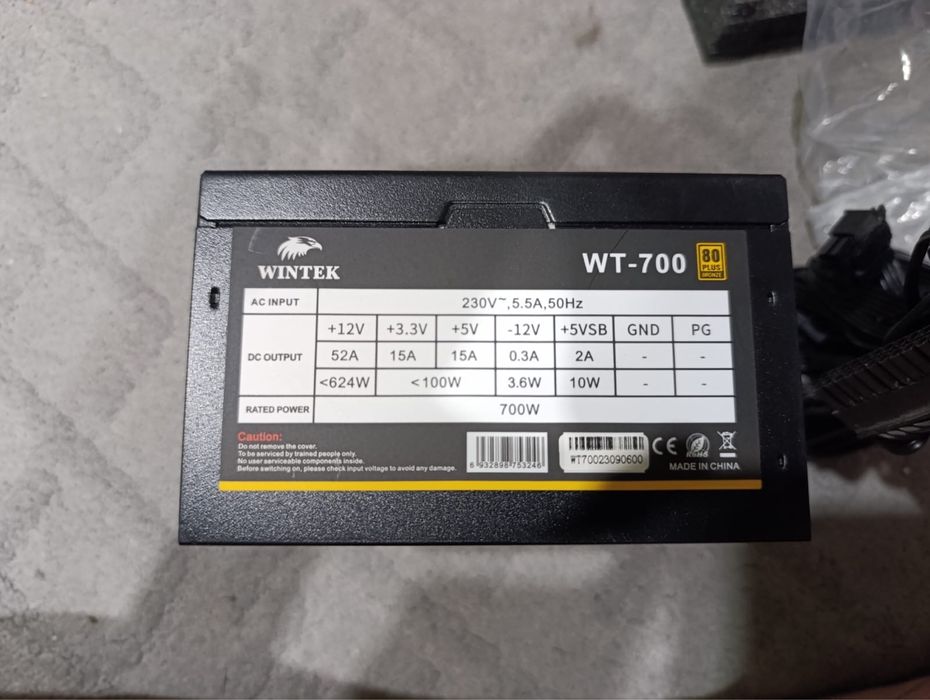 WINTEK
WT-700
80
PLUS
BRONZE
AC INPUT 230V~,5.5A,50Hz
DC OUTPUT +12V +3.3V +5V -12V +5VSB GND PG
52A 15A 15A 0.3A 2A - -
<624W <100W 3.6W 10W - -
RATED POWER 700W
Caution:
Do not remove the cover.
To be serviced by trained people only.
No user serviceable components inside.
Before switching on, please check input voltage to avoid any damage.
6 932898 753246
WT70023090600
CE
RoHS
MADE IN CHINA